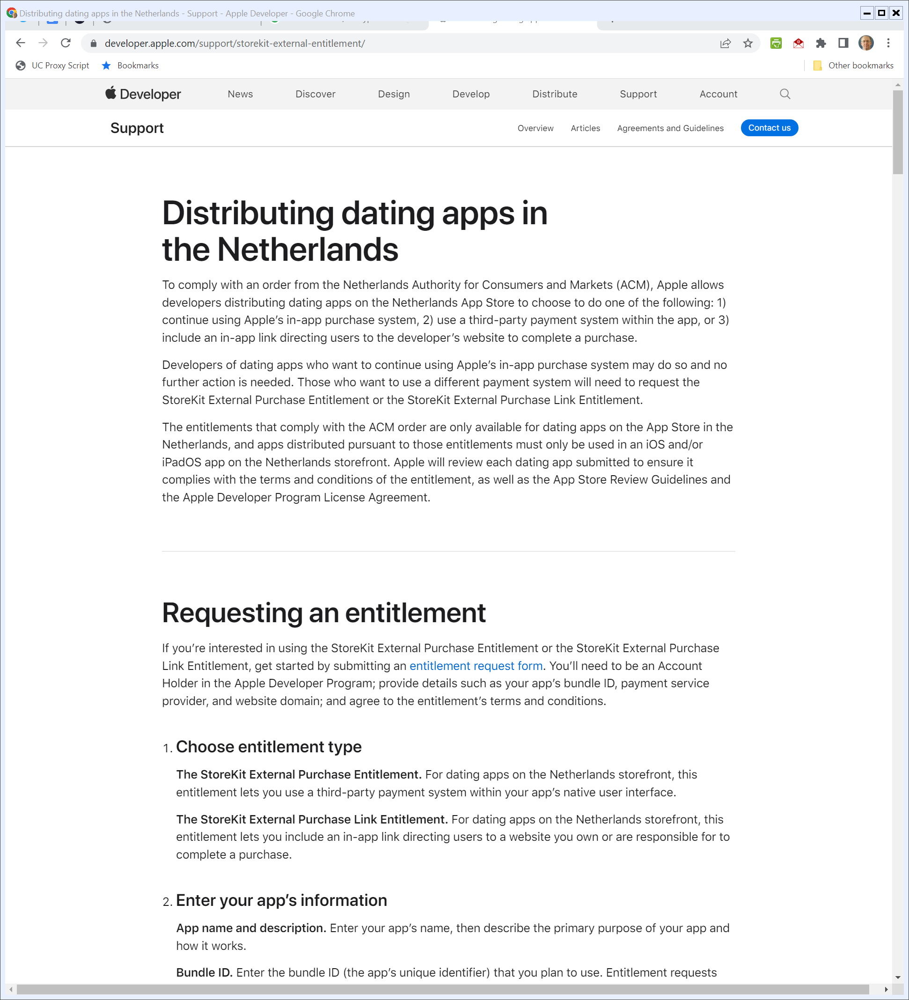 Distributing dating apps in the Netherlands - Support - Apple Developer - Google Chrome
developer.apple.com/support/storekit-external-entitlement/
UC Proxy Script Bookmarks Other bookmarks
Developer News Discover Design Develop Distribute Support Account
Support Overview Articles Agreements and Guidelines Contact us
Distributing dating apps in
the Netherlands
To comply with an order from the Netherlands Authority for Consumers and Markets (ACM), Apple allows
developers distributing dating apps on the Netherlands App Store to choose to do one of the following: 1)
continue using Apple’s in-app purchase system, 2) use a third-party payment system within the app, or 3)
include an in-app link directing users to the developer’s website to complete a purchase.
Developers of dating apps who want to continue using Apple’s in-app purchase system may do so and no
further action is needed. Those who want to use a different payment system will need to request the
StoreKit External Purchase Entitlement or the StoreKit External Purchase Link Entitlement.
The entitlements that comply with the ACM order are only available for dating apps on the App Store in the
Netherlands, and apps distributed pursuant to those entitlements must only be used in an iOS and/or
iPadOS app on the Netherlands storefront. Apple will review each dating app submitted to ensure it
complies with the terms and conditions of the entitlement, as well as the App Store Review Guidelines and
the Apple Developer Program License Agreement.
Requesting an entitlement
If you’re interested in using the StoreKit External Purchase Entitlement or the StoreKit External Purchase
Link Entitlement, get started by submitting an entitlement request form. You’ll need to be an Account
Holder in the Apple Developer Program; provide details such as your app’s bundle ID, payment service
provider, and website domain; and agree to the entitlement’s terms and conditions.
1. Choose entitlement type
The StoreKit External Purchase Entitlement. For dating apps on the Netherlands storefront, this
entitlement lets you use a third-party payment system within your app’s native user interface.
The StoreKit External Purchase Link Entitlement. For dating apps on the Netherlands storefront, this
entitlement lets you include an in-app link directing users to a website you own or are responsible for to
complete a purchase.
2. Enter your app’s information
App name and description. Enter your app’s name, then describe the primary purpose of your app and
how it works.
Bundle ID. Enter the bundle ID (the app’s unique identifier) that you plan to use. Entitlement requests